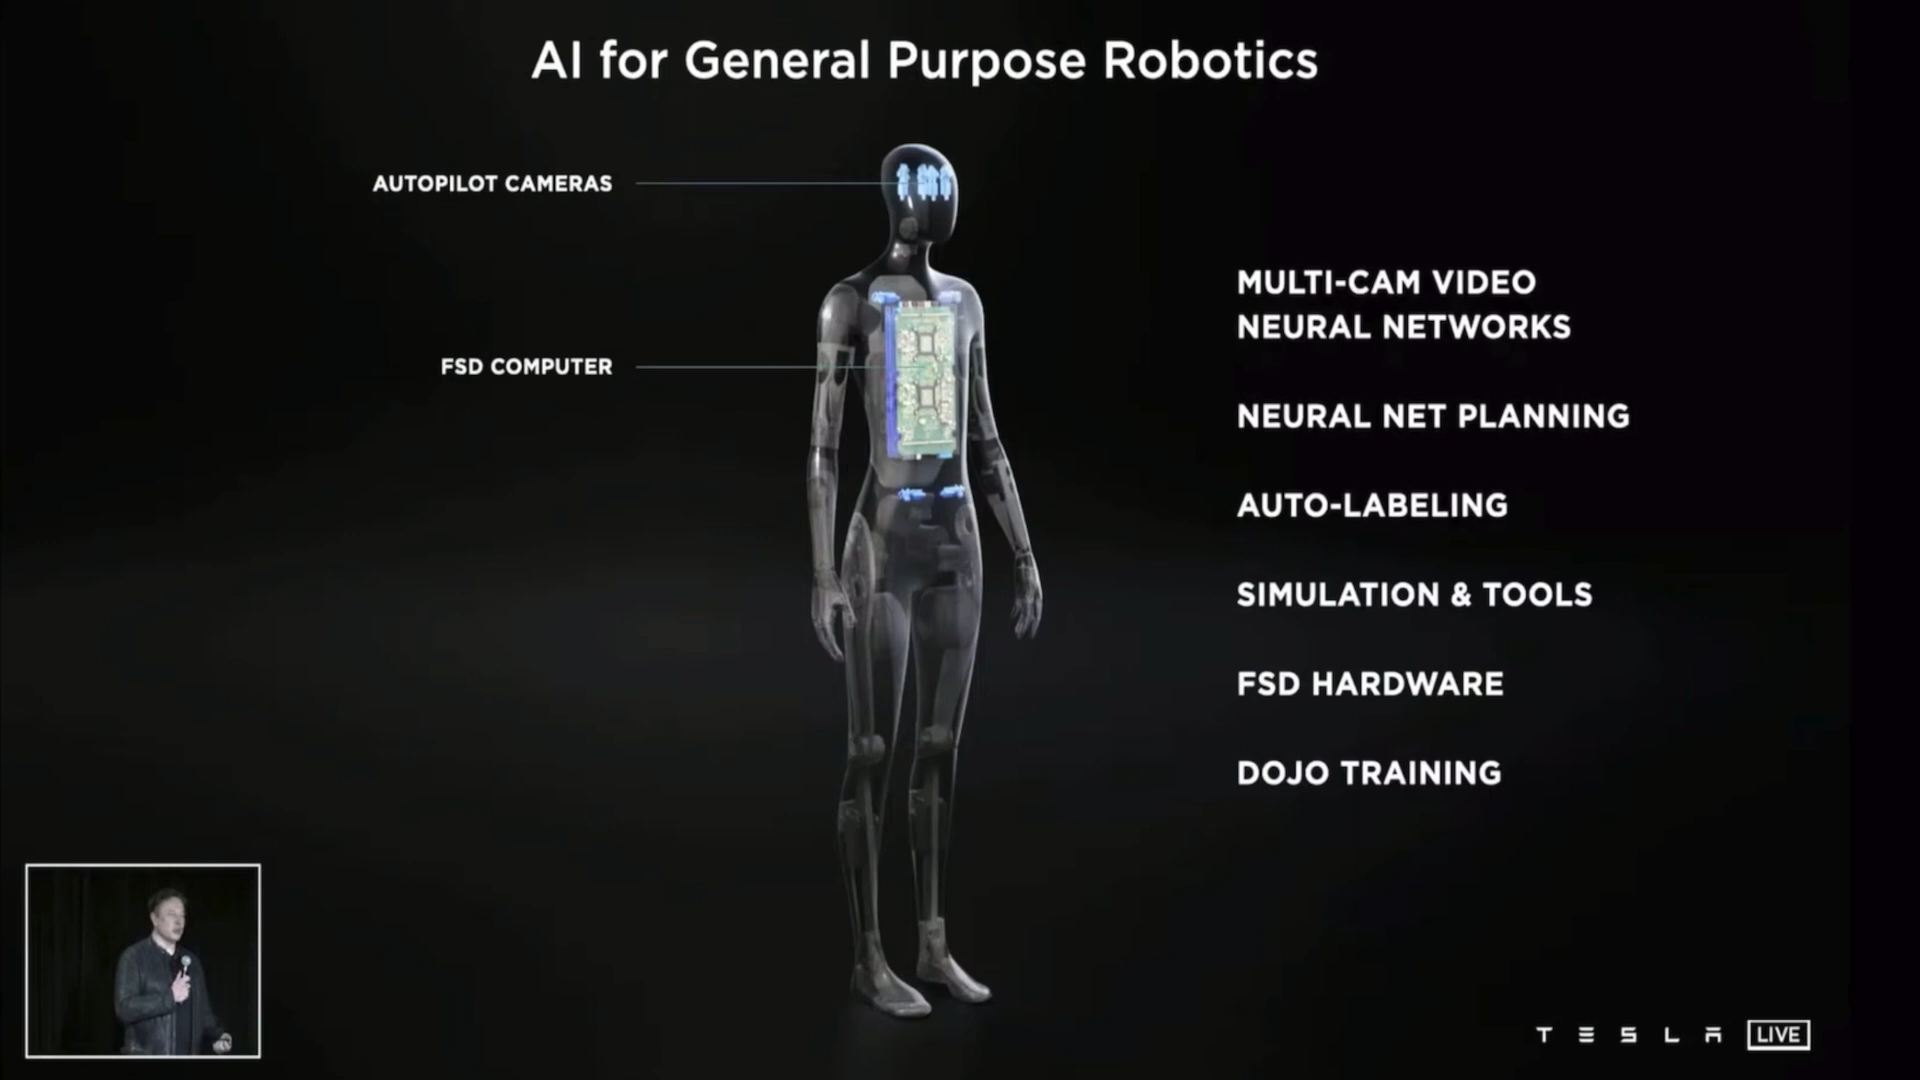 AI for General Purpose Robotics
AUTOPILOT CAMERAS
FSD COMPUTER
MULTI-CAM VIDEO
NEURAL NETWORKS
NEURAL NET PLANNING
AUTO-LABELING
SIMULATION & TOOLS
FSD HARDWARE
DOJO TRAINING
TESLA LIVE